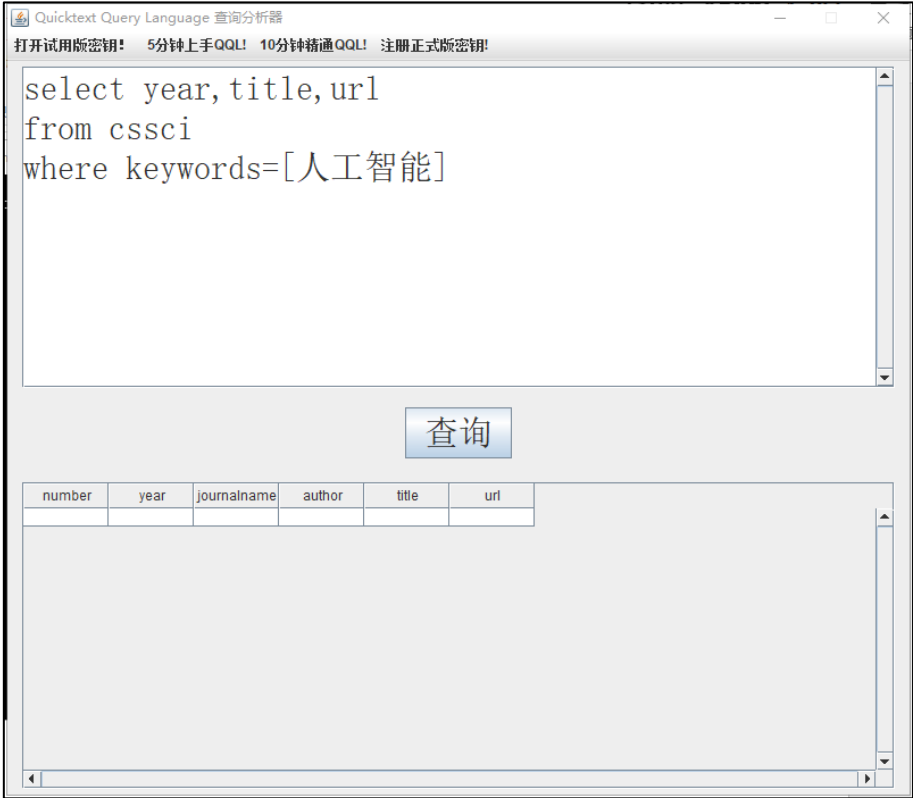 Quicktext Query Language 查询分析器
打开试用版密钥! 5分钟上手QQL! 10分钟精通QQL! 注册正式版密钥!
select year,title,url
from cssci
where keywords=[人工智能]
查询
number year journalname author title url